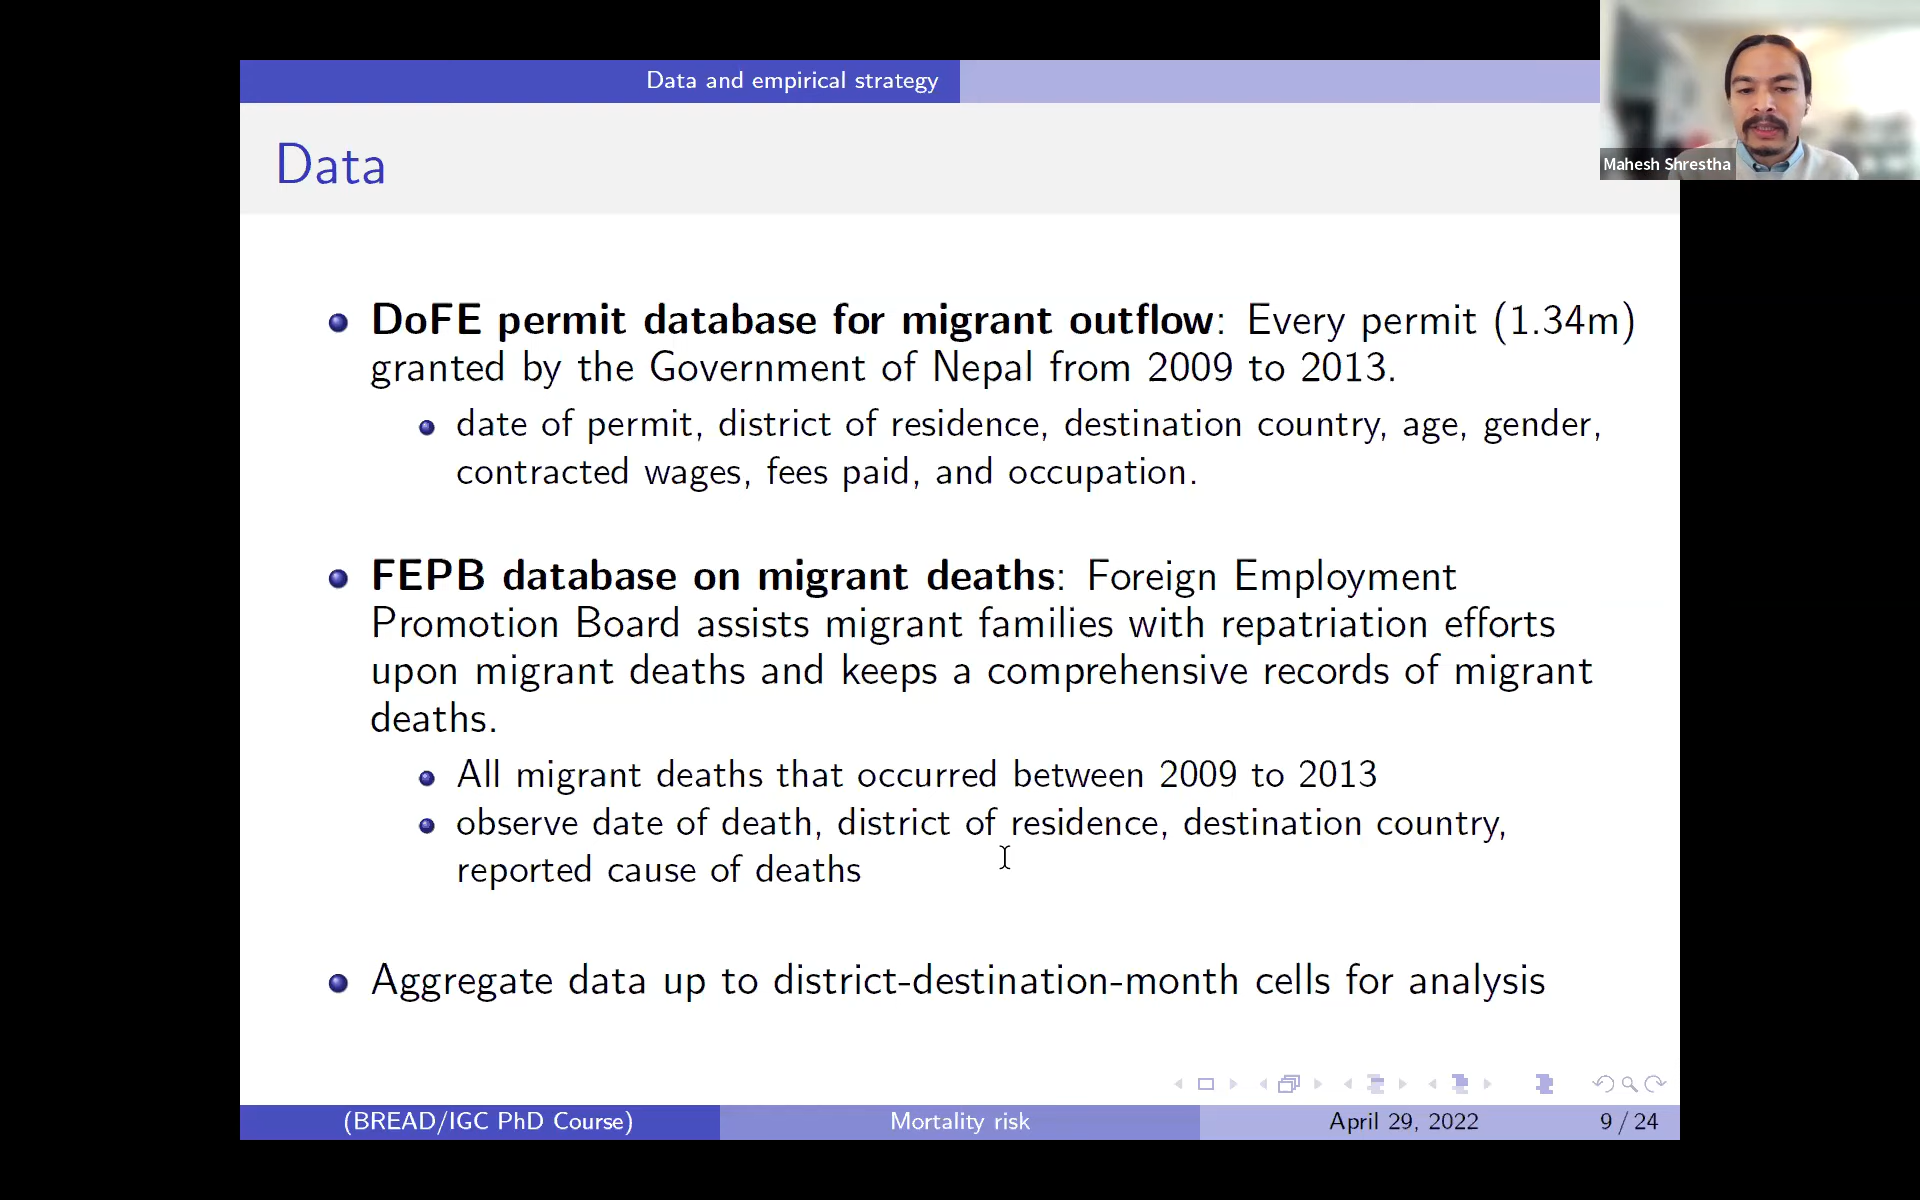 Data and empirical strategy
Mahesh Shrestha
Data
DoFE permit database for migrant outflow: Every permit (1.34m)
granted by the Government of Nepal from 2009 to 2013.
date of permit, district of residence, destination country, age, gender,
contracted wages, fees paid, and occupation.
FEPB database on migrant deaths: Foreign Employment
Promotion Board assists migrant families with repatriation efforts
upon migrant deaths and keeps a comprehensive records of migrant
deaths.
All migrant deaths that occurred between 2009 to 2013
observe date of death, district of residence, destination country,
reported cause of deaths
Aggregate data up to district-destination-month cells for analysis
(BREAD/IGC PhD Course)
Mortality risk
April 29, 2022
9 / 24